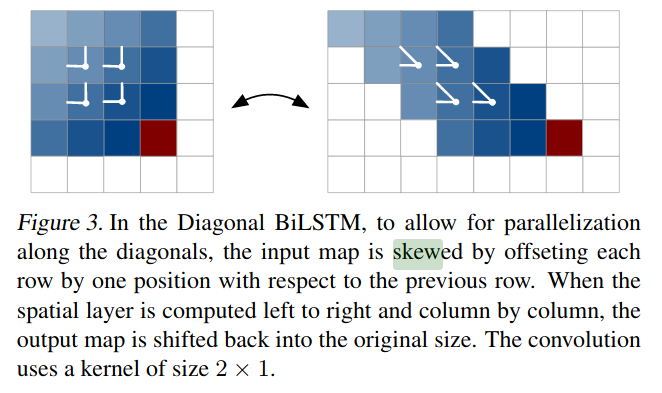 Figure 3. In the Diagonal BiLSTM, to allow for parallelization
along the diagonals, the input map is skewed by offseting each
row by one position with respect to the previous row. When the
spatial layer is computed left to right and column by column, the
output map is shifted back into the original size. The convolution
uses a kernel of size 2 × 1.